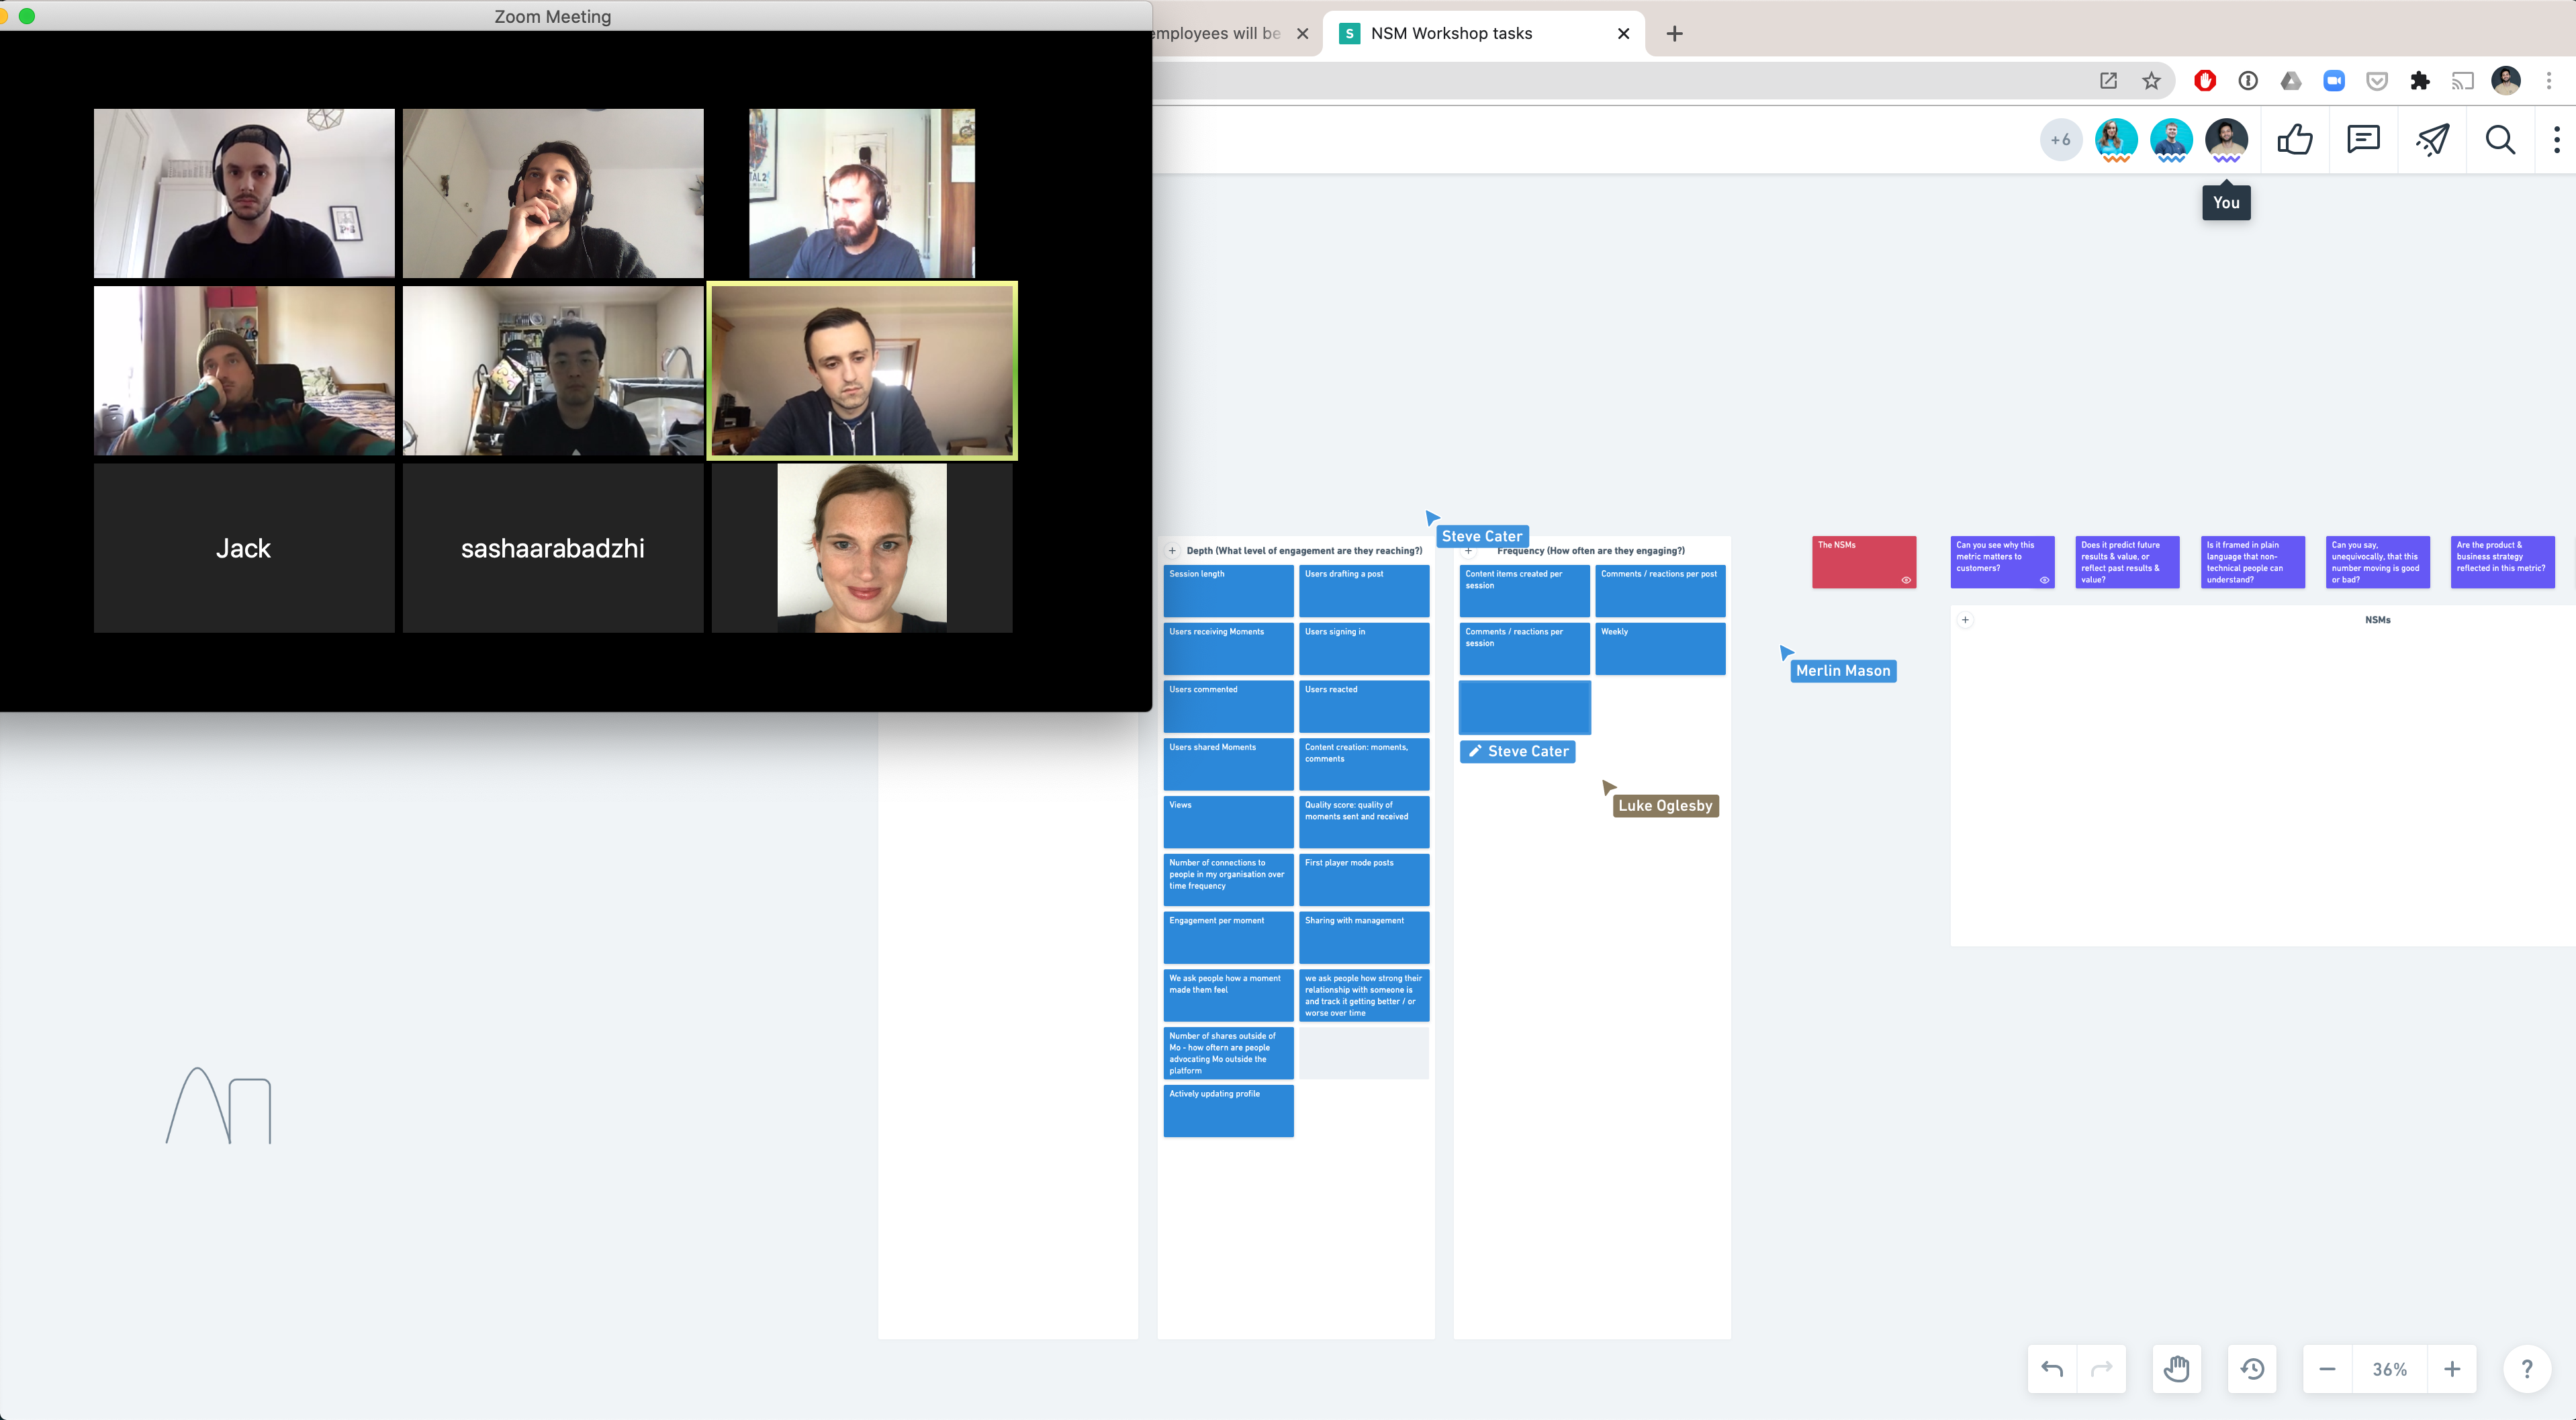 Zoom Meeting
employees will be
S
NSM Workshop tasks
+6
You
TAL 2
Jack
sashaarabadzhi
Steve Cater
Depth (What level of engagement are they reaching?)
Session length
Users drafting a post
Users receiving Moments
Users signing in
Users commented
Users reacted
Users shared Moments
Content creation: moments,
comments
Views
Quality score: quality of
moments sent and received
Number of connections to
people in my organisation over
time frequency
First player mode posts
Engagement per moment
Sharing with management
We ask people how a moment
made them feel
we ask people how strong their
relationship with someone is
and track it getting better / or
worse over time
Number of shares outside of
Mo - how oftern are people
advocating Mo outside the
platform
Actively updating profile
Frequency (How often are they engaging?)
Content items created per
session
Comments / reactions per post
Comments / reactions per
session
Weekly
Steve Cater
Luke Oglesby
Merlin Mason
The NSMs
Can you see why this
metric matters to
customers?
Does it predict future
results & value, or
reflect past results &
value?
Is it framed in plain
language that non-
technical people can
understand?
Can you say,
unequivocally, that this
number moving is good
or bad?
Are the product &
business strategy
reflected in this metric?
NSMs
36%
?